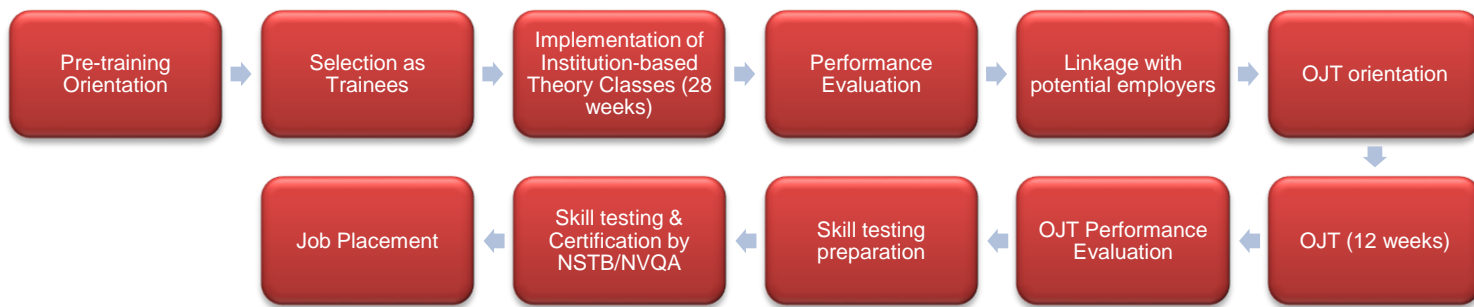 Pre-training
Orientation
Selection as
Trainees
Implementation of
Institution-based
Theory Classes (28
weeks)
Performance
Evaluation
Linkage with
potential employers
OJT orientation
OJT (12 weeks)
OJT Performance
Evaluation
Skill testing
preparation
Skill testing &
Certification by
NSTB/NVQA
Job Placement